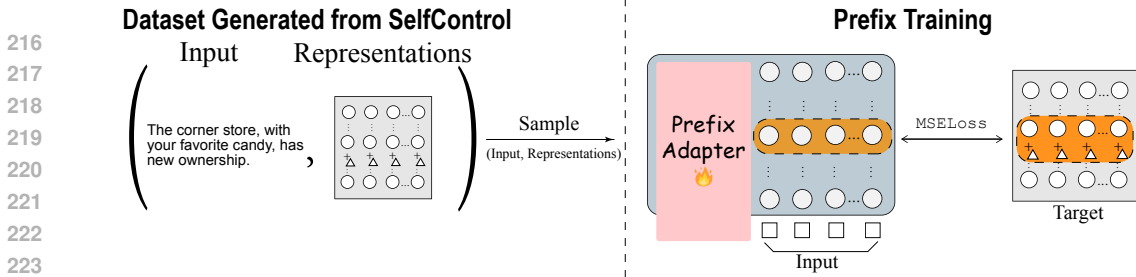 Dataset Generated from SelfControl
Input Representations
The corner store, with
your favorite candy, has
new ownership.
,
Sample
(Input, Representations)
Prefix Training
Prefix
Adapter
Input
MSELoss
Target
216
217
218
219
220
221
222
223